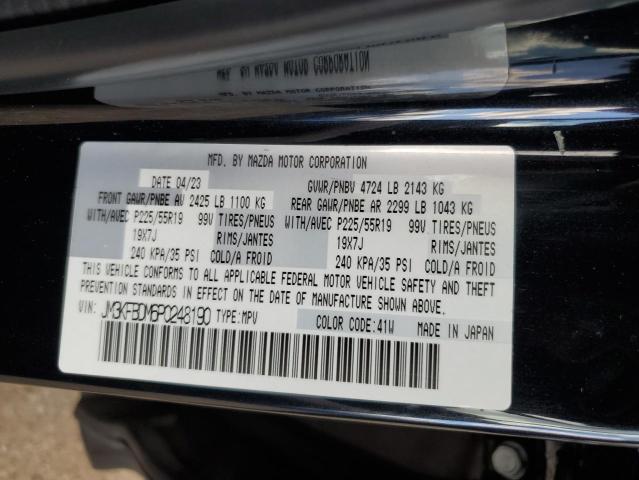 MFD. BY MAZDA MOTOR CORPORATION
MFD. BY MAZDA MOTOR CORPORATION
DATE 04/23 GVWR/PNBV 4724 LB 2143 KG
FRONT GAWR/PNBE AV 2425 LB 1100 KG REAR GAWR/PNBE AR 2299 LB 1043 KG
WITH/AVEC P225/55R19 99V TIRES/PNEUS WITH/AVEC P225/55R19 99V TIRES/PNEUS
19X7J RIMS/JANTES 19X7J RIMS/JANTES
240 KPA/35 PSI COLD/A FROID 240 KPA/35 PSI COLD/A FROID
THIS VEHICLE CONFORMS TO ALL APPLICABLE FEDERAL MOTOR VEHICLE SAFETY AND THEFT
PREVENTION STANDARDS IN EFFECT ON THE DATE OF MANUFACTURE SHOWN ABOVE.
VIN: JM3KFBDM6P0248190 TYPE: MPV COLOR CODE: 41W MADE IN JAPAN